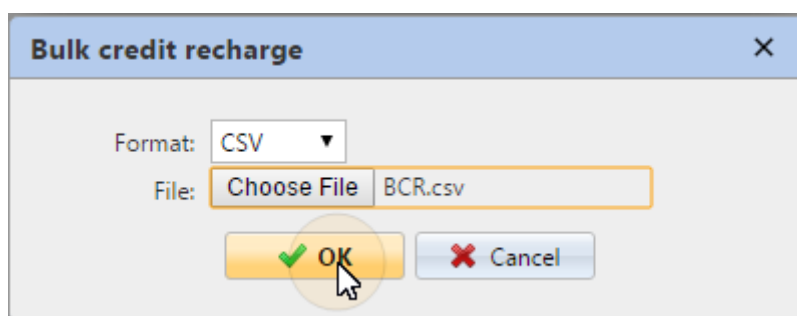 Bulk credit recharge
Format: CSV
File: Choose File BCR.csv
OK Cancel